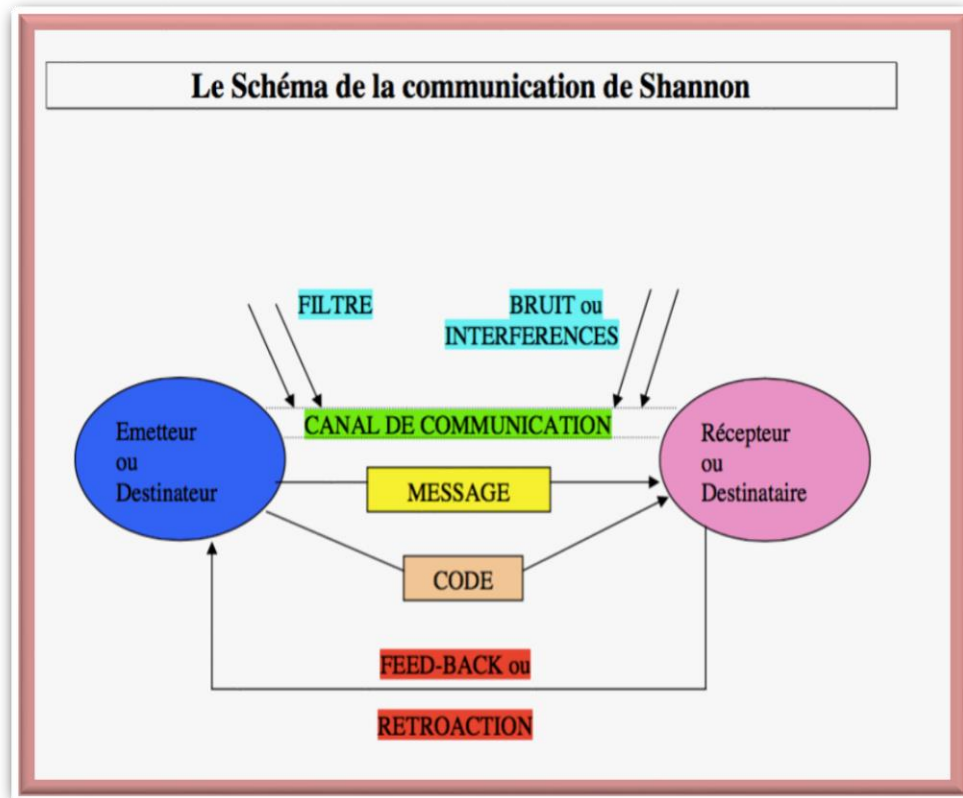 Le Schéma de la communication de Shannon
FILTRE
BRUIT ou
INTERFERENCES
CANAL DE COMMUNICATION
Emetteur
ou
Destinateur
Récepteur
ou
Destinataire
MESSAGE
CODE
FEED-BACK ou
RETROACTION